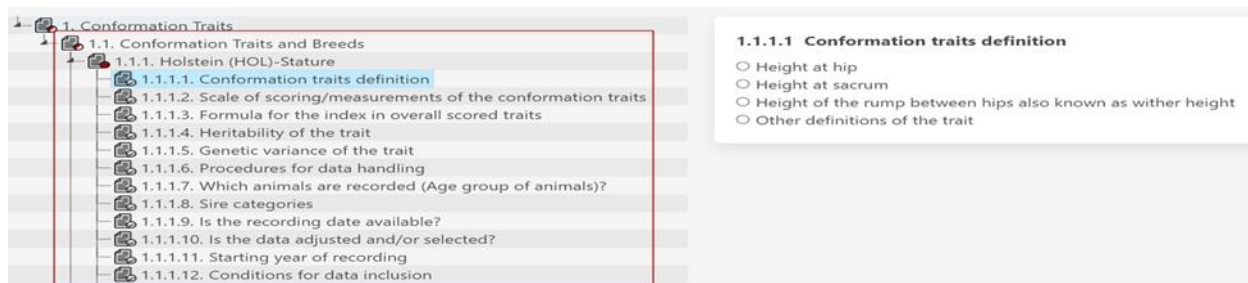 1. Conformation Traits
1.1. Conformation Traits and Breeds
1.1.1. Holstein (HOL)-Stature
1.1.1.1. Conformation traits definition
1.1.1.2. Scale of scoring/measurements of the conformation traits
1.1.1.3. Formula for the index in overall scored traits
1.1.1.4. Heritability of the trait
1.1.1.5. Genetic variance of the trait
1.1.1.6. Procedures for data handling
1.1.1.7. Which animals are recorded (Age group of animals)?
1.1.1.8. Sire categories
1.1.1.9. Is the recording date available?
1.1.1.10. Is the data adjusted and/or selected?
1.1.1.11. Starting year of recording
1.1.1.12. Conditions for data inclusion
1.1.1.1 Conformation traits definition
Height at hip
Height at sacrum
Height of the rump between hips also known as wither height
Other definitions of the trait